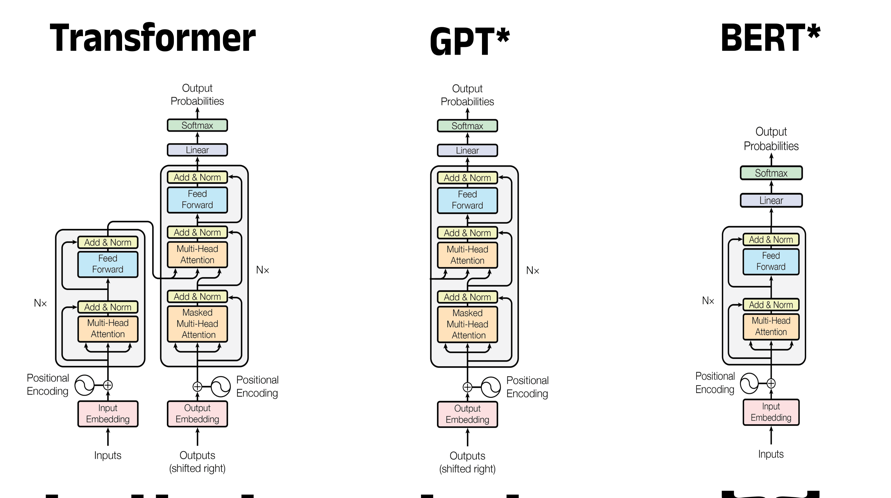 Transformer
GPT*
BERT*
Output
Probabilities
Softmax
Linear
Add & Norm
Feed
Forward
Add & Norm
Multi-Head
Attention
Add & Norm
Masked
Multi-Head
Attention
Nx
Add & Norm
Feed
Forward
Add & Norm
Multi-Head
Attention
Nx
Positional
Encoding
Positional
Encoding
Input
Embedding
Output
Embedding
Inputs
Outputs
(shifted right)
Output
Probabilities
Softmax
Linear
Add & Norm
Feed
Forward
Add & Norm
Multi-Head
Attention
Nx
Add & Norm
Masked
Multi-Head
Attention
Positional
Encoding
Output
Embedding
Outputs
(shifted right)
Output
Probabilities
Softmax
Linear
Add & Norm
Feed
Forward
Nx
Add & Norm
Multi-Head
Attention
Positional
Encoding
Input
Embedding
Inputs